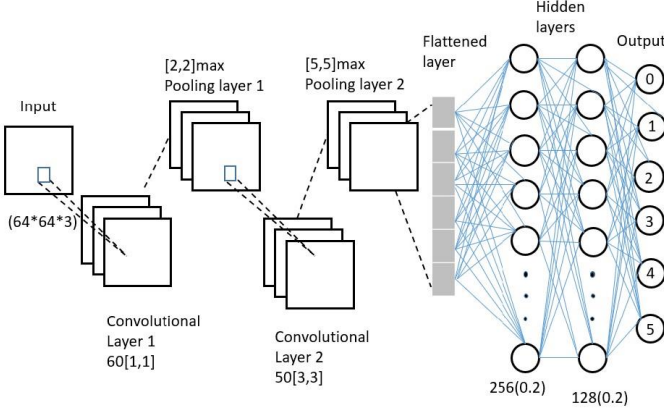 Input
(64*64*3)
Convolutional
Layer 1
60[1,1]
[2,2]max
Pooling layer 1
Convolutional
Layer 2
50[3,3]
[5,5]max
Pooling layer 2
Flattened
layer
Hidden
layers
256(0.2)
128(0.2)
Output
0
1
2
3
4
5